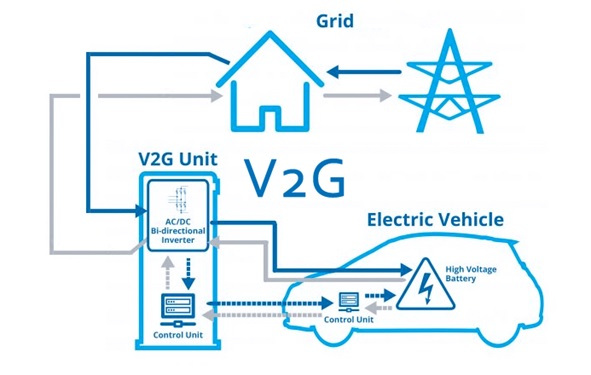 Grid
V2G Unit
V2G
AC/DC
Bi-directional
Inverter
Electric Vehicle
High Voltage
Battery
Control Unit
Control Unit